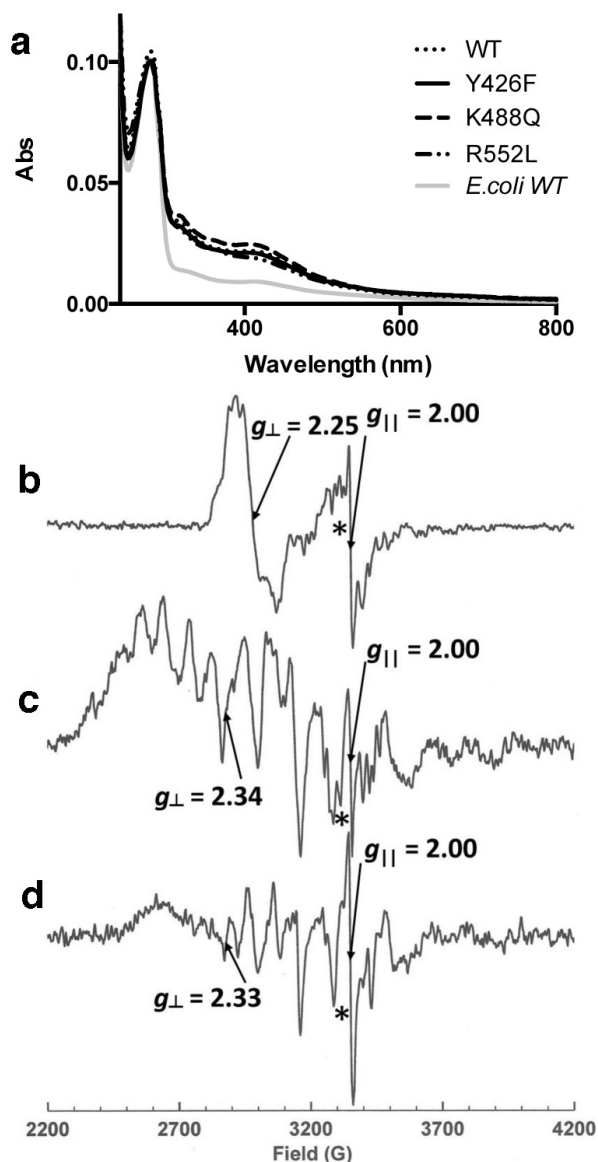 a
Abs
0.10
0.05
0.00
WT
Y426F
K488Q
R552L
E.coli WT
400
600
800
Wavelength (nm)
b
g⊥ = 2.25
g|| = 2.00
*
c
g|| = 2.00
g⊥ = 2.34
*
d
g|| = 2.00
g⊥ = 2.33
*
2200
2700
3200
3700
4200
Field (G)